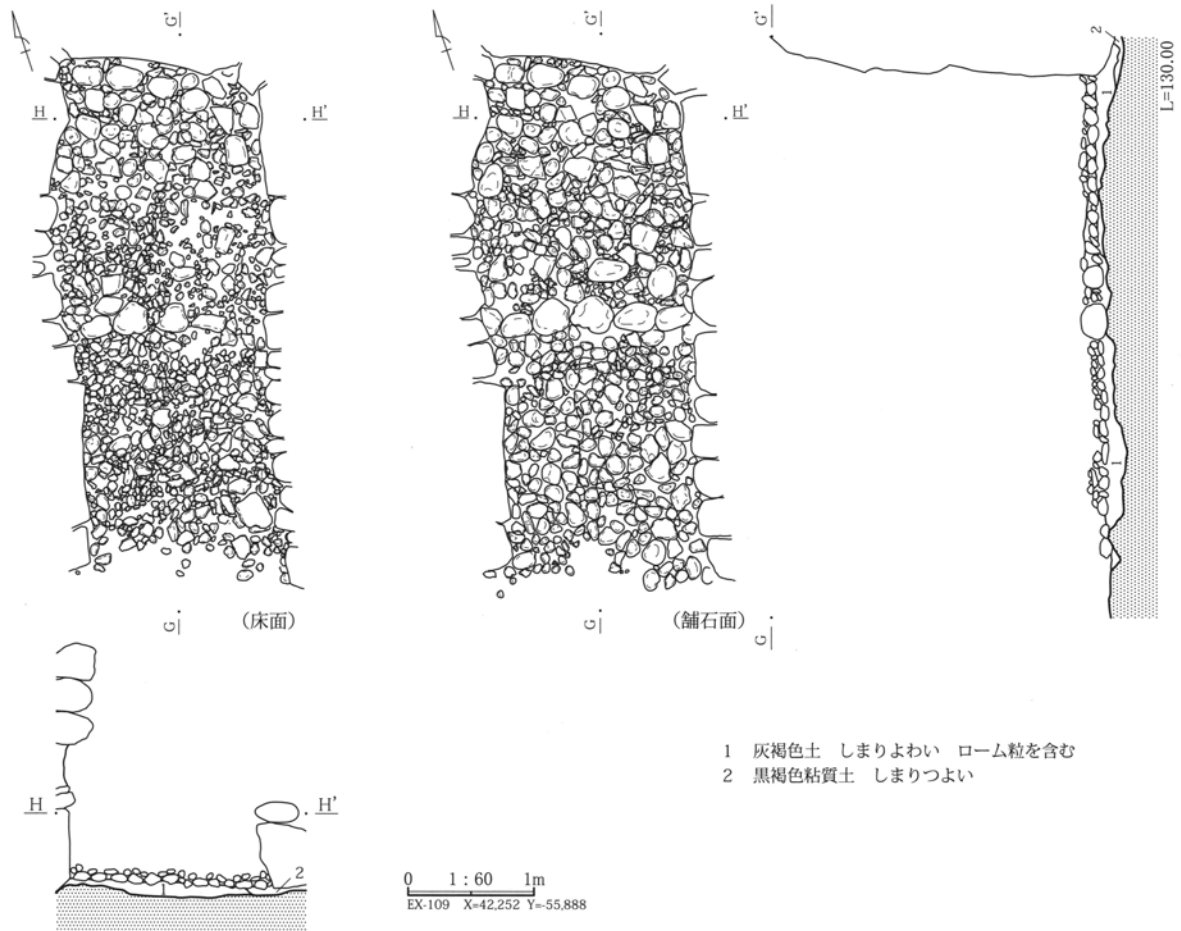 G'
G'
G'
2
1
L=130.00
H
H'
H
H'
1
G
(床面)
G
(舗石面)
G
H
H'
2
1
1 灰褐色土 しまりよわい ローム粒を含む
2 黒褐色粘質土 しまりつよい
0 1:60 1m
EX-109 X=42,252 Y=-55,888